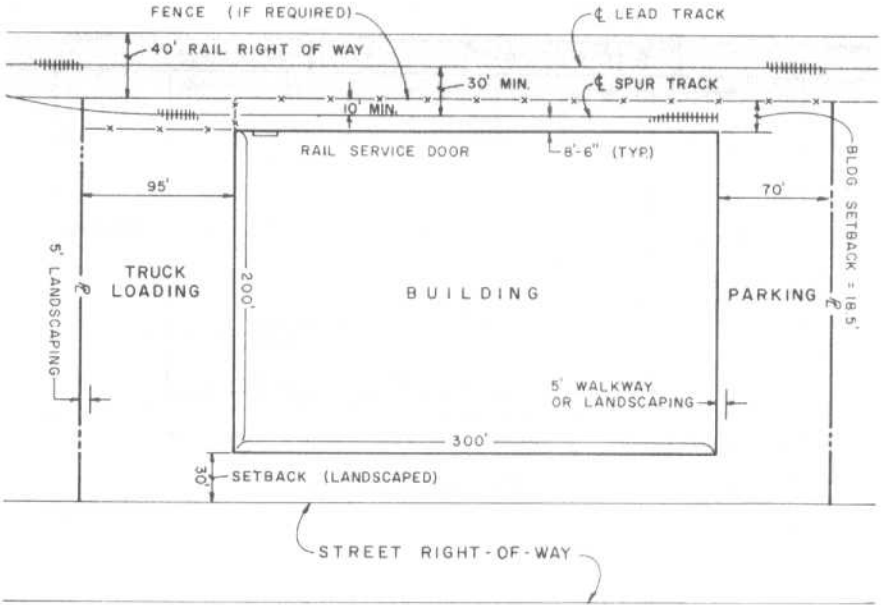 FENCE (IF REQUIRED)
℄ LEAD TRACK
40' RAIL RIGHT OF WAY
30' MIN.
℄ SPUR TRACK
10' MIN.
RAIL SERVICE DOOR
8'-6" (TYP.)
BLDG SETBACK = 18.5'
95'
70'
5' LANDSCAPING
TRUCK
LOADING
200'
BUILDING
PARKING
℄
℄
5' WALKWAY
OR LANDSCAPING
300'
30'
SETBACK (LANDSCAPED)
STREET RIGHT-OF-WAY